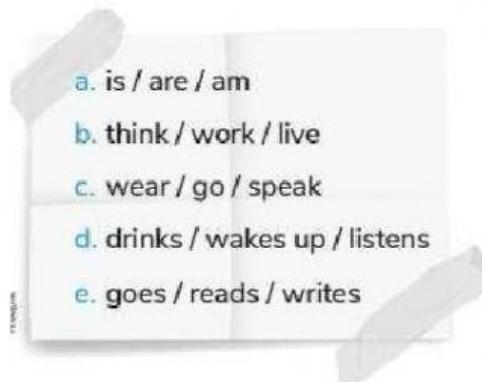 a. is / are / am
b. think / work / live
c. wear / go / speak
d. drinks / wakes up / listens
e. goes / reads / writes